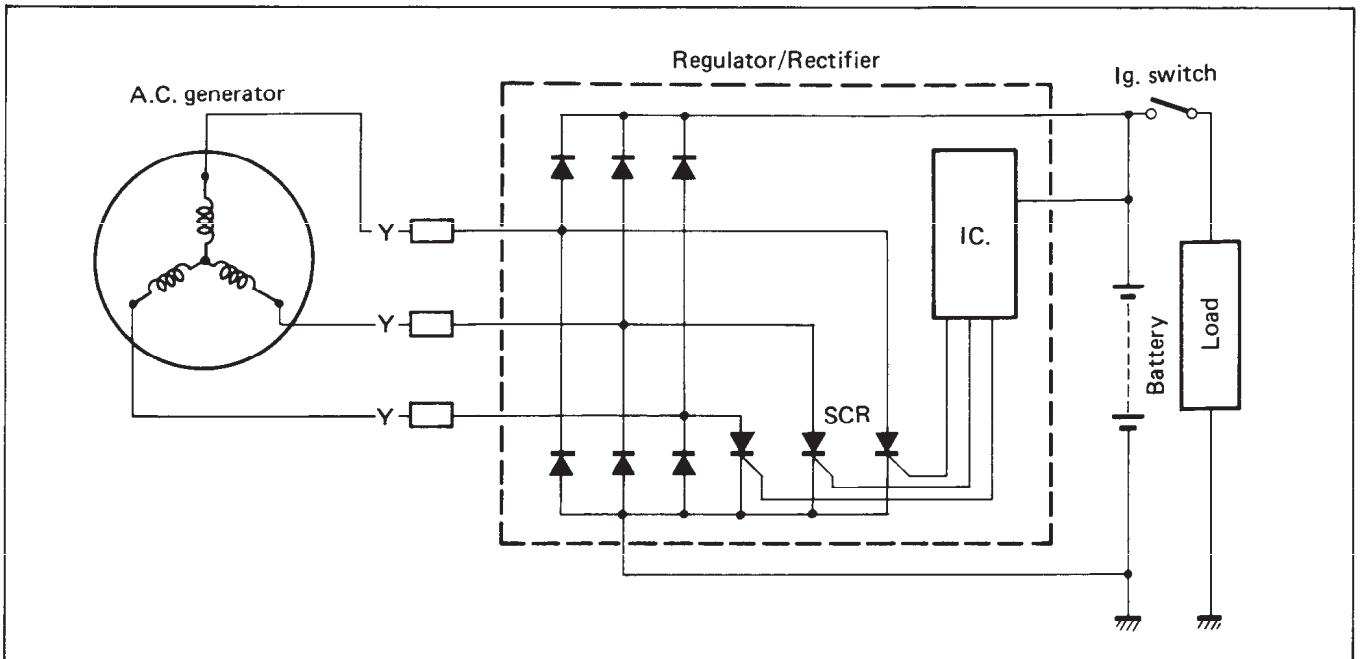 Regulator/Rectifier
Ig. switch
A.C. generator
Y
IC.
Y
Battery
Load
Y
SCR